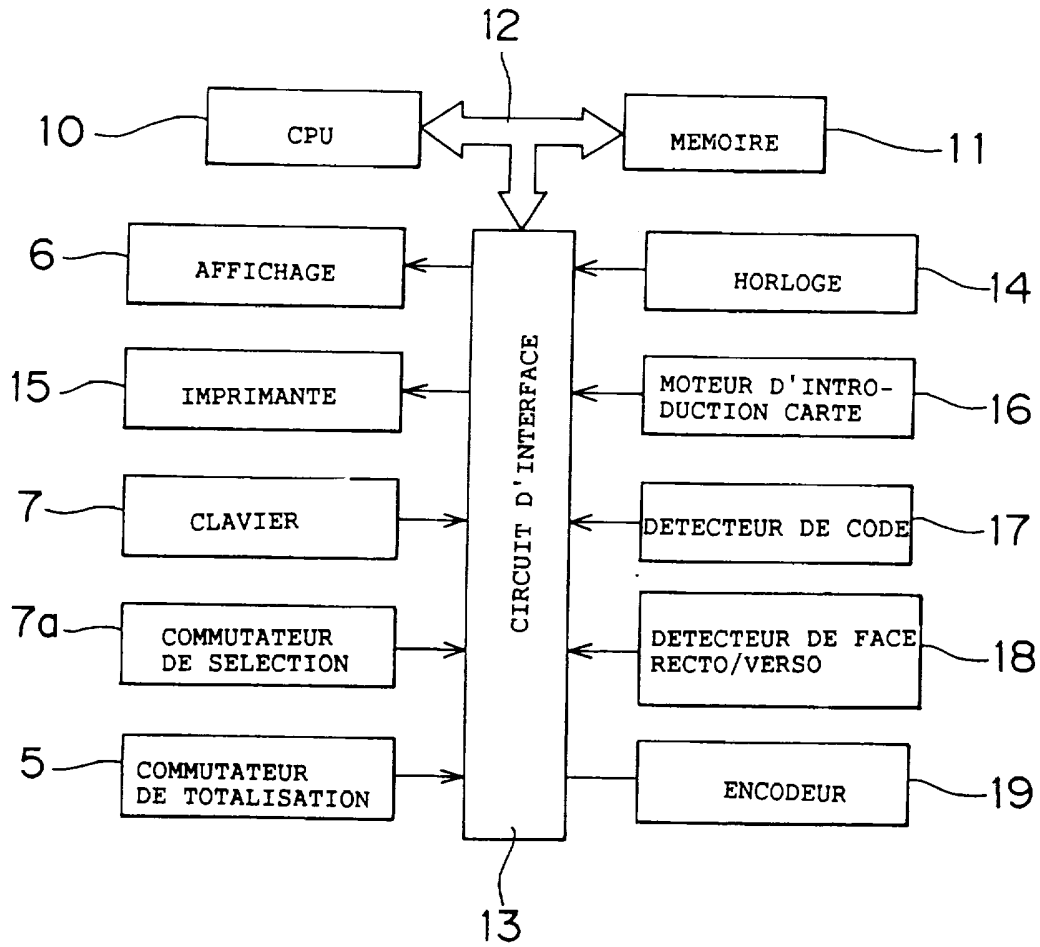 12
10
CPU
MEMOIRE
11
6
AFFICHAGE
HORLOGE
14
15
IMPRIMANTE
MOTEUR D'INTRO-
DUCTION CARTE
16
7
CLAVIER
CIRCUIT D'INTERFACE
DETECTEUR DE CODE
17
7a
COMMUTATEUR
DE SELECTION
DETECTEUR DE FACE
RECTO/VERSO
18
5
COMMUTATEUR
DE TOTALISATION
ENCODEUR
19
13